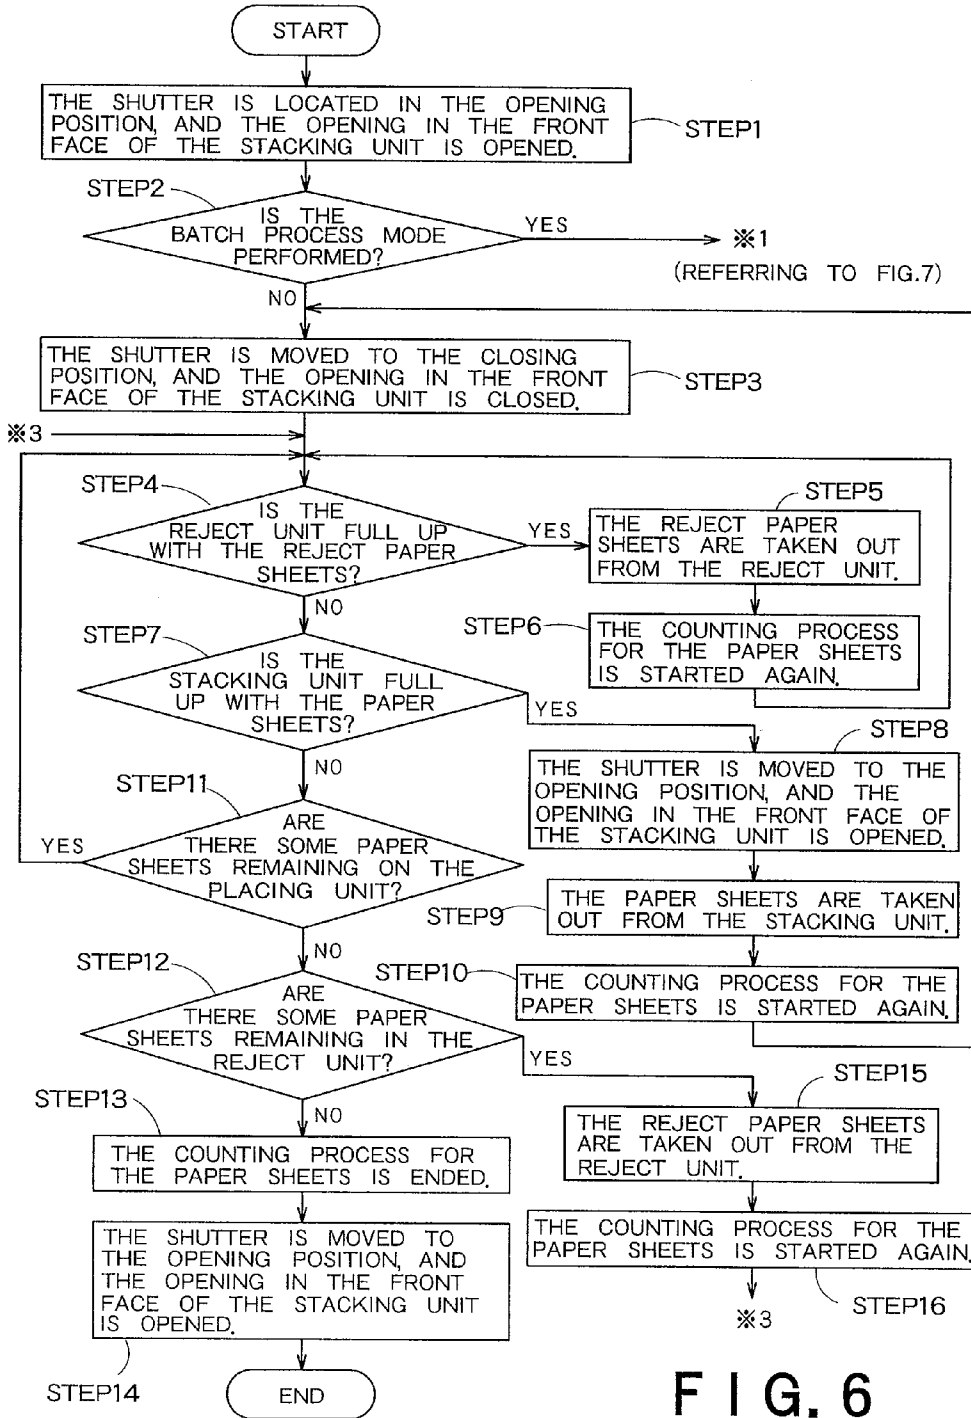 START
THE SHUTTER IS LOCATED IN THE OPENING
POSITION, AND THE OPENING IN THE FRONT
FACE OF THE STACKING UNIT IS OPENED.
STEP1
STEP2
IS THE
BATCH PROCESS MODE
PERFORMED?
YES
※1
(REFERRING TO FIG.7)
NO
THE SHUTTER IS MOVED TO THE CLOSING
POSITION, AND THE OPENING IN THE FRONT
FACE OF THE STACKING UNIT IS CLOSED.
STEP3
※3
STEP4
IS THE
REJECT UNIT FULL UP
WITH THE REJECT PAPER
SHEETS?
YES
STEP5
THE REJECT PAPER
SHEETS ARE TAKEN OUT
FROM THE REJECT UNIT.
NO
STEP6
THE COUNTING PROCESS
FOR THE PAPER SHEETS
IS STARTED AGAIN.
STEP7
IS THE
STACKING UNIT FULL
UP WITH THE PAPER
SHEETS?
YES
STEP8
THE SHUTTER IS MOVED TO THE
OPENING POSITION, AND THE
OPENING IN THE FRONT FACE OF
THE STACKING UNIT IS OPENED.
NO
STEP11
ARE
THERE SOME PAPER
SHEETS REMAINING ON THE
PLACING UNIT?
YES
STEP9
THE PAPER SHEETS ARE TAKEN
OUT FROM THE STACKING UNIT.
NO
STEP10
THE COUNTING PROCESS FOR THE
PAPER SHEETS IS STARTED AGAIN.
STEP12
ARE
THERE SOME PAPER
SHEETS REMAINING IN THE
REJECT UNIT?
YES
STEP15
THE REJECT PAPER SHEETS
ARE TAKEN OUT FROM THE
REJECT UNIT.
NO
STEP13
THE COUNTING PROCESS FOR
THE PAPER SHEETS IS ENDED.
THE COUNTING PROCESS FOR THE
PAPER SHEETS IS STARTED AGAIN.
STEP16
※3
THE SHUTTER IS MOVED TO
THE OPENING POSITION, AND
THE OPENING IN THE FRONT
FACE OF THE STACKING UNIT
IS OPENED.
STEP14
END
FIG. 6